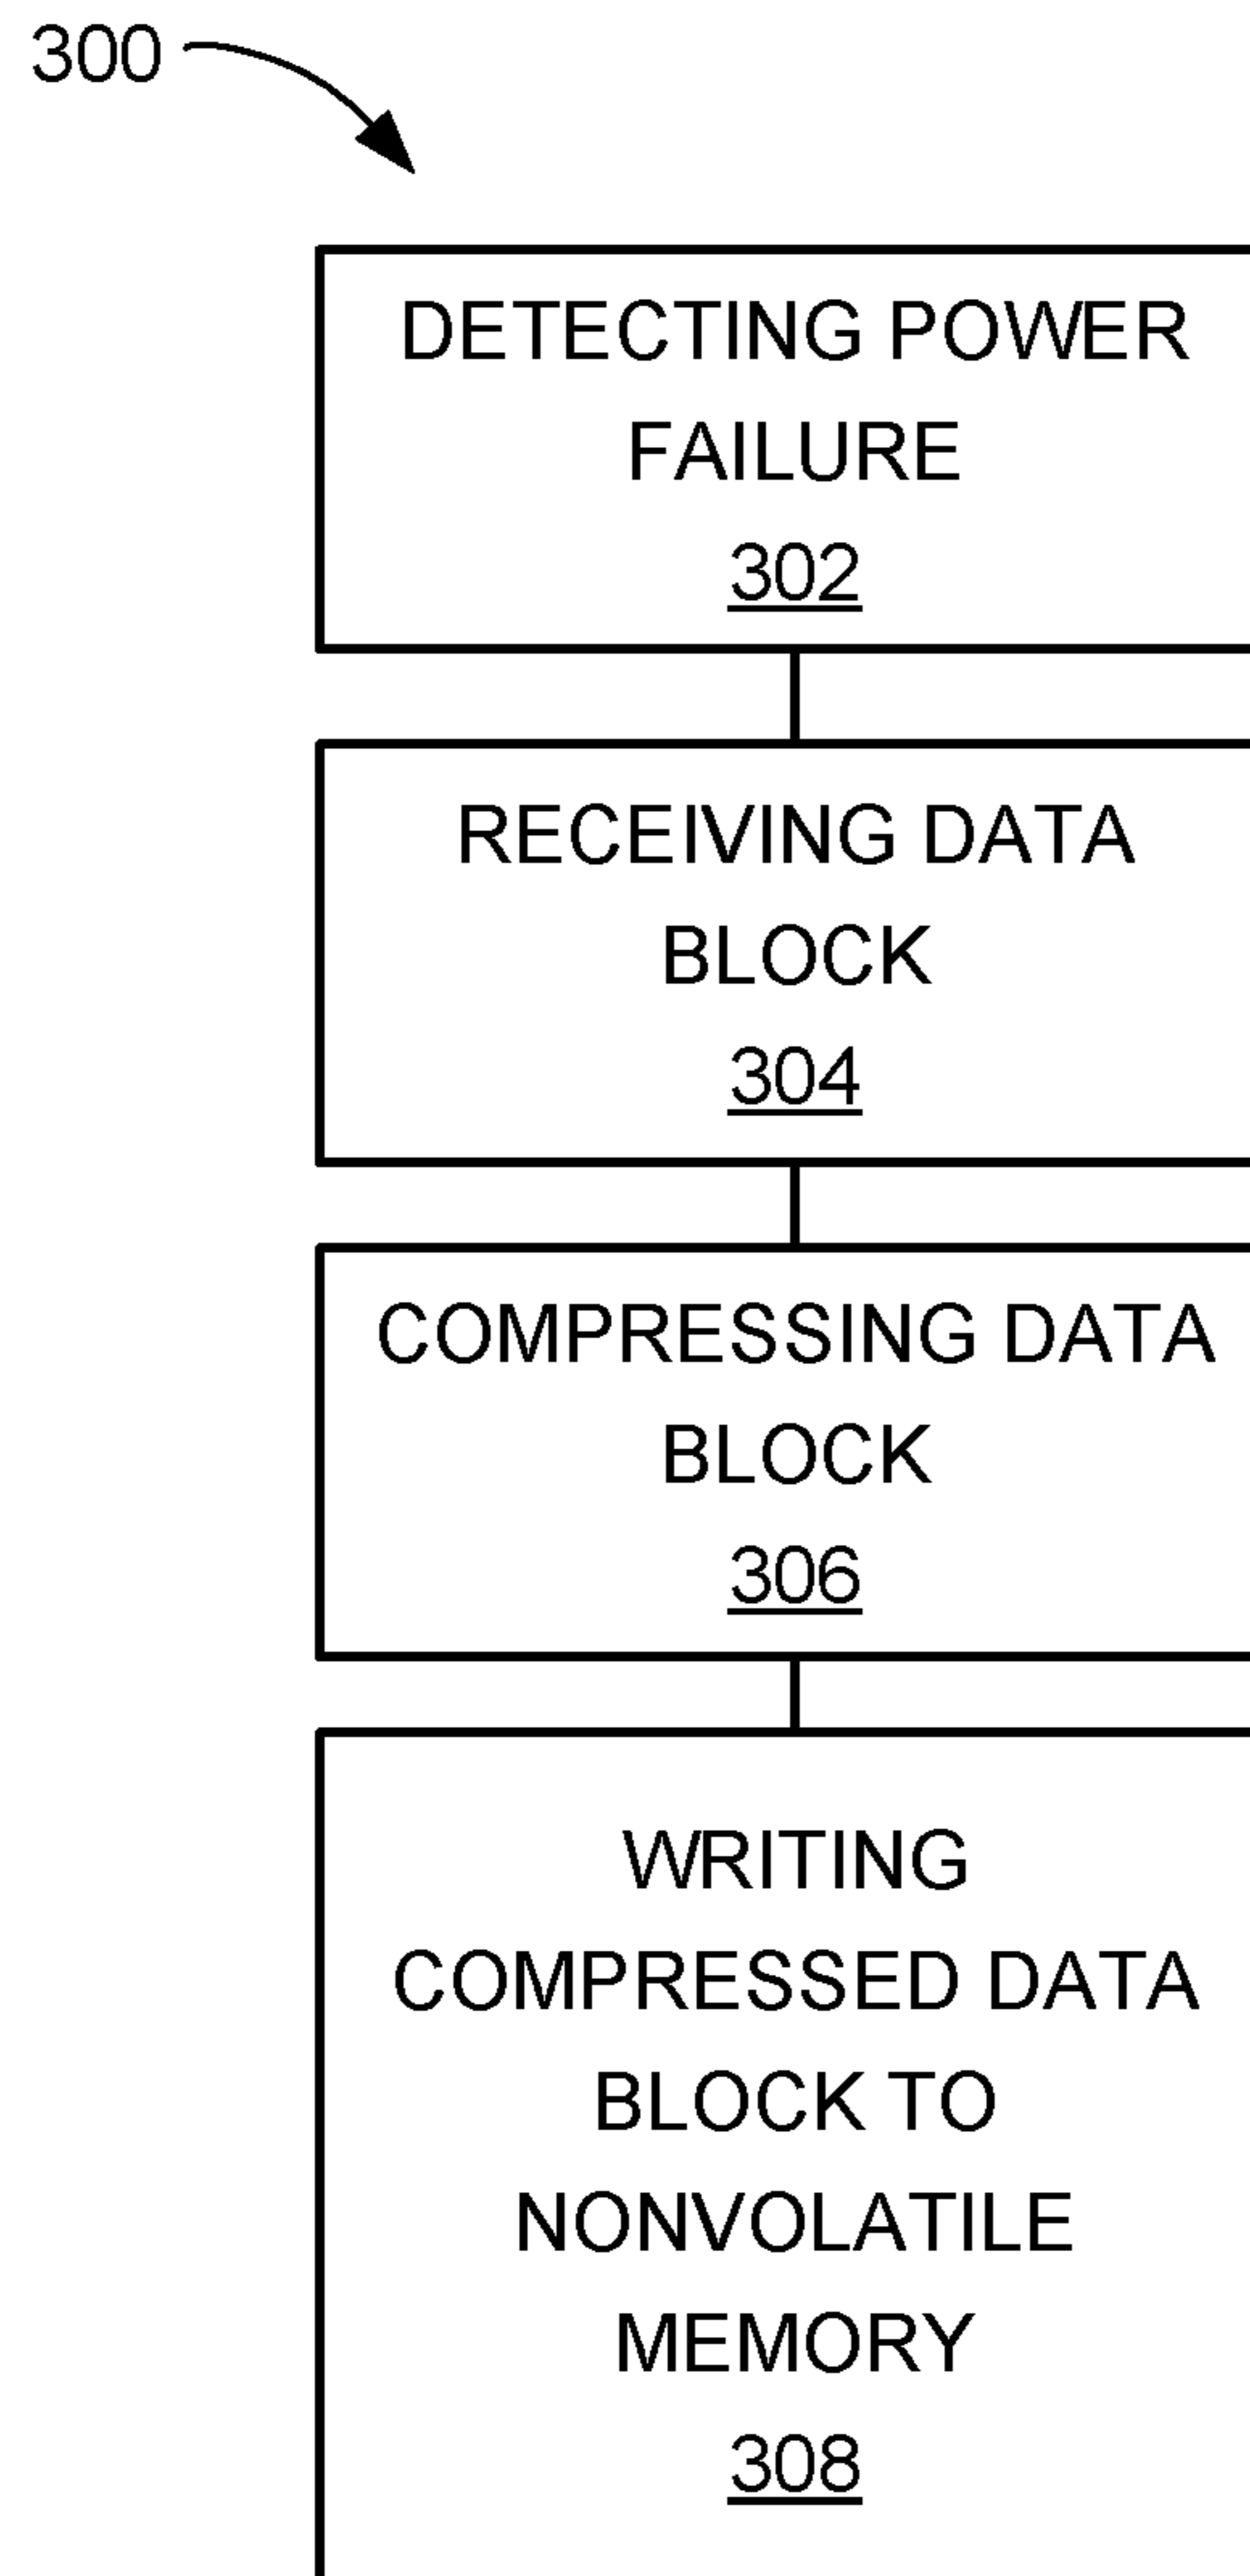 300
DETECTING POWER
FAILURE
302
RECEIVING DATA
BLOCK
304
COMPRESSING DATA
BLOCK
306
WRITING
COMPRESSED DATA
BLOCK TO
NONVOLATILE
MEMORY
308